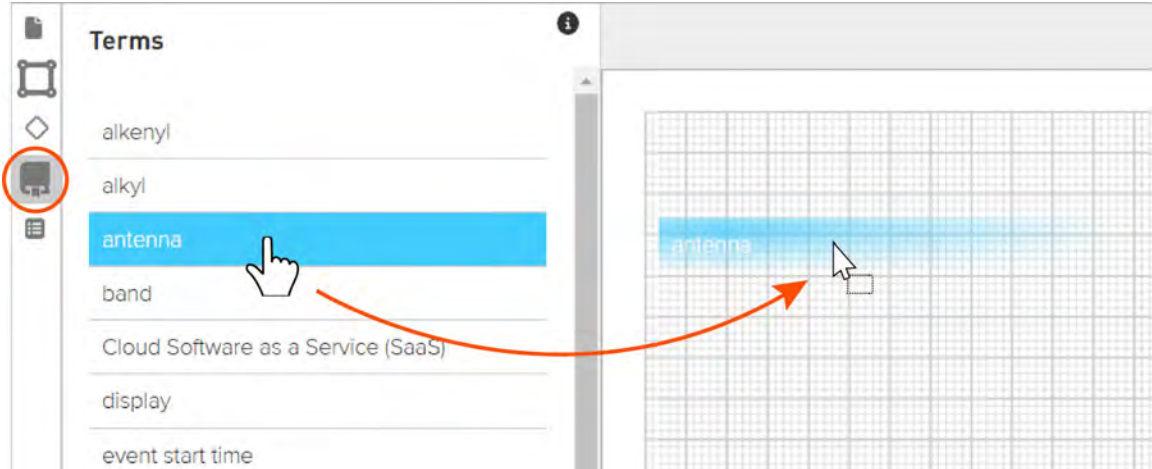 Terms
alkenyl
alkyl
antenna
antenna
band
Cloud Software as a Service (SaaS)
display
event start time